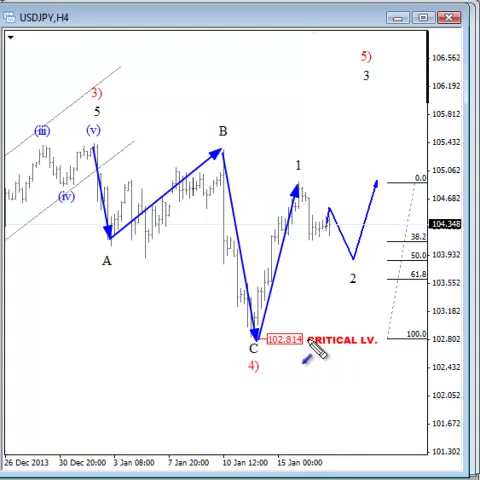 USDJPY,H4
5)
3
106.562
106.192
105.822
105.432
105.062
104.682
104.348
103.932
103.552
103.182
102.802
102.432
102.052
101.672
101.302
3)
5
(iii)
(v)
(iv)
A
B
1
0.0
38.2
50.0
61.8
100.0
2
C
102.814 CRITICAL LV.
4)
26 Dec 2013
30 Dec 20:00
3 Jan 08:00
7 Jan 20:00
10 Jan 12:00
15 Jan 00:00